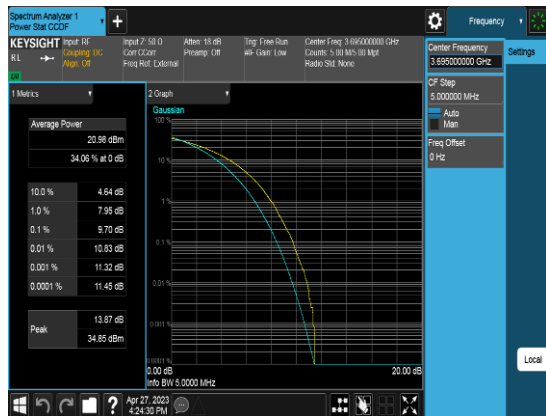 Spectrum Analyzer 1
Power Stat CCDF
Frequency
KEYSIGHT
RL
Input: RF
Coupling: DC
Align: Off
Input Z: 50 Ω
Corr CCorr
Freq Ref: External
Atten: 18 dB
Preamp: Off
Trig: Free Run
#IF Gain: Low
Center Freq: 3.695000000 GHz
Counts: 5.00 M/5.00 Mpt
Radio Std: None
1 Metrics
2 Graph
Gaussian
Average Power
20.98 dBm
34.06 % at 0 dB
10.0 % 4.64 dB
1.0 % 7.95 dB
0.1 % 9.70 dB
0.01 % 10.83 dB
0.001 % 11.32 dB
0.0001 % 11.45 dB
Peak
13.87 dB
34.85 dBm
100 %
10 %
1 %
0.1 %
0.01 %
0.001 %
0.0001 %
0.00 dB
20.00 dB
Info BW 5.0000 MHz
Center Frequency
3.695000000 GHz
Settings
CF Step
5.000000 MHz
Auto
Man
Freq Offset
0 Hz
Local
Apr 27, 2023
4:24:30 PM